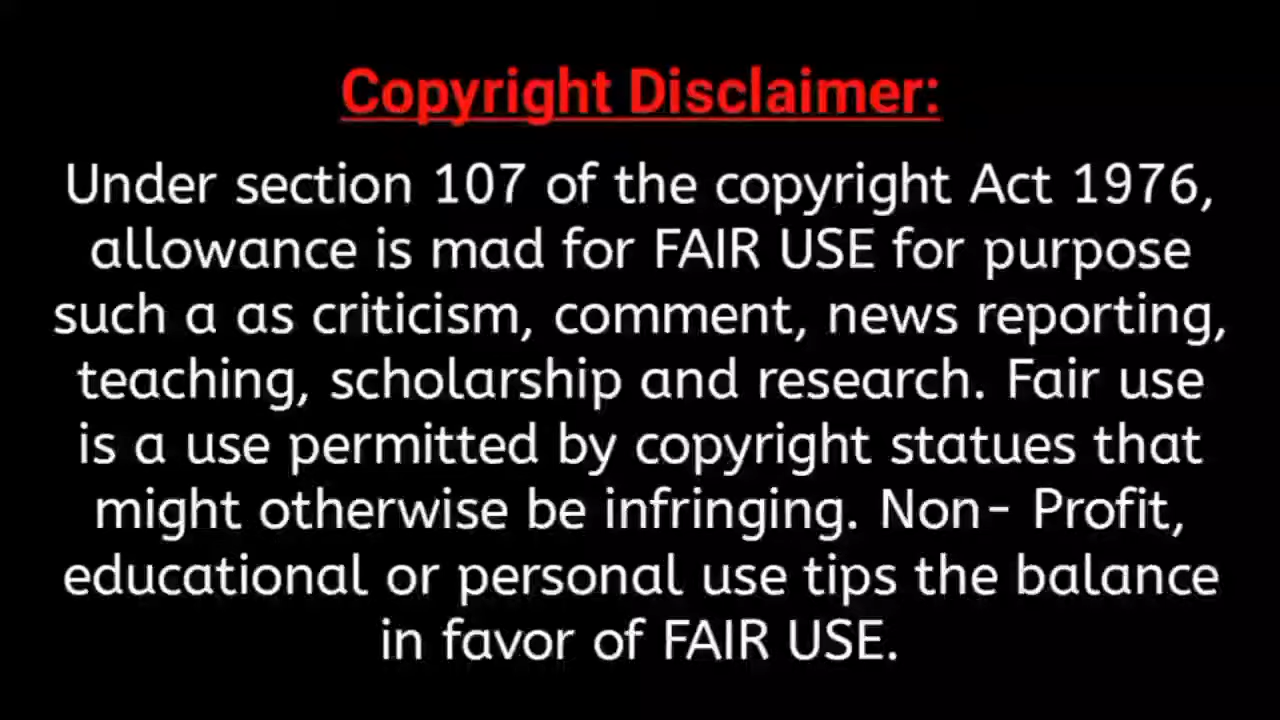 Copyright Disclaimer:
Under section 107 of the copyright Act 1976,
allowance is mad for FAIR USE for purpose
such a as criticism, comment, news reporting,
teaching, scholarship and research. Fair use
is a use permitted by copyright statues that
might otherwise be infringing. Non- Profit,
educational or personal use tips the balance
in favor of FAIR USE.